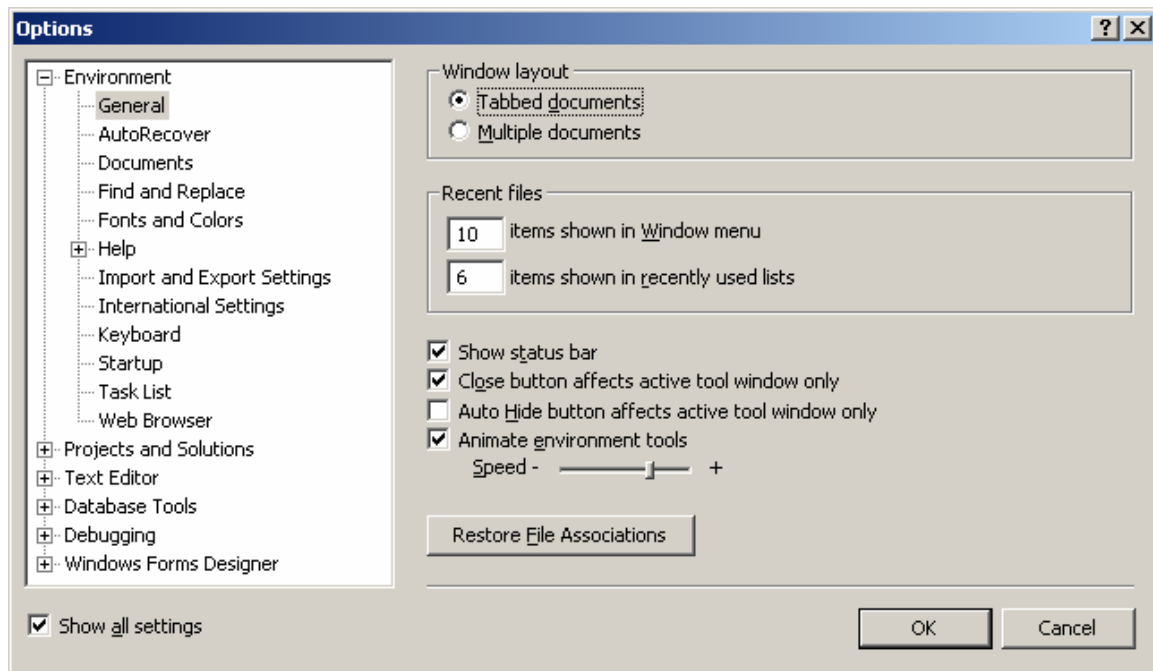 Options
Environment
General
AutoRecover
Documents
Find and Replace
Fonts and Colors
Help
Import and Export Settings
International Settings
Keyboard
Startup
Task List
Web Browser
Projects and Solutions
Text Editor
Database Tools
Debugging
Windows Forms Designer
Show all settings
Window layout
Tabbed documents
Multiple documents
Recent files
10 items shown in Window menu
6 items shown in recently used lists
Show status bar
Close button affects active tool window only
Auto Hide button affects active tool window only
Animate environment tools
Speed - +
Restore File Associations
OK Cancel